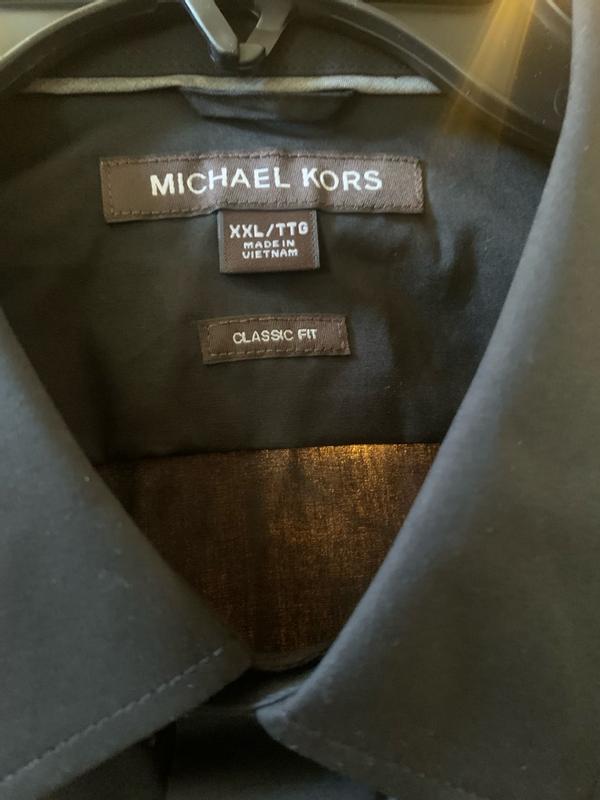 MICHAEL KORS
XXL/TTG
MADE IN
VIETNAM
CLASSIC FIT